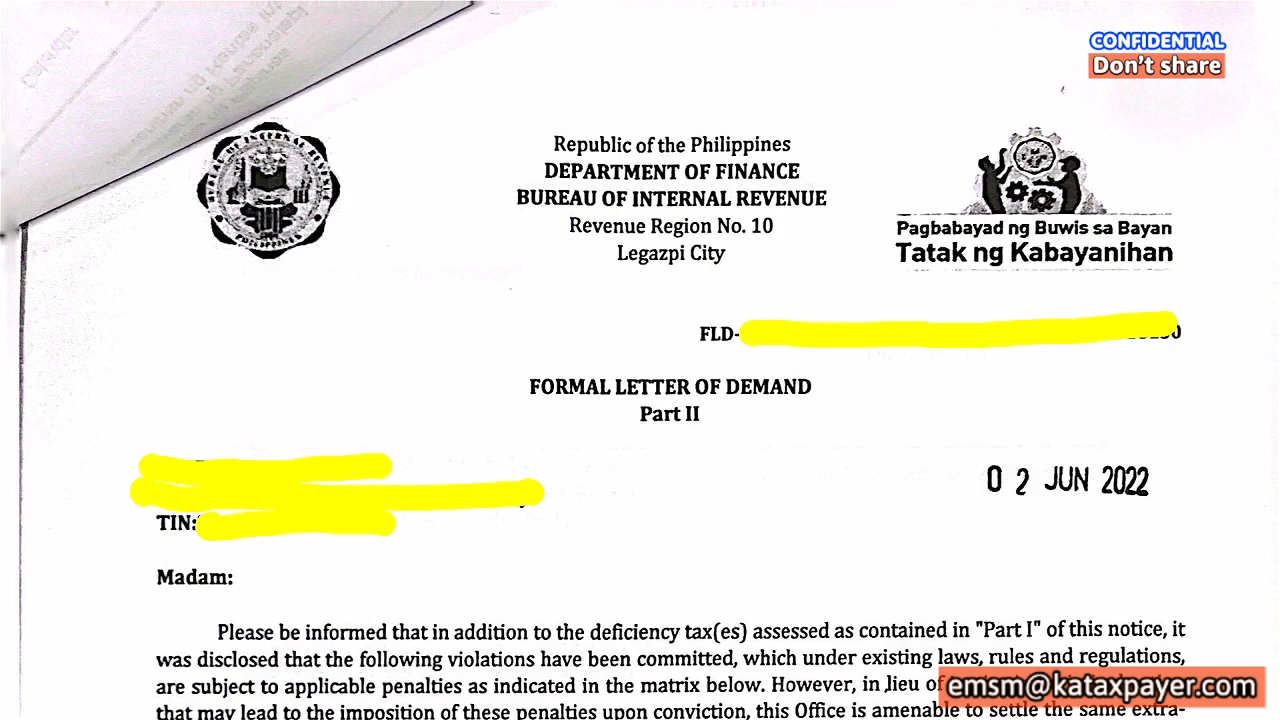 CONFIDENTIAL
Don't share
BUREAU OF INTERNAL REVENUE
PHILIPPINES
Republic of the Philippines
DEPARTMENT OF FINANCE
BUREAU OF INTERNAL REVENUE
Revenue Region No. 10
Legazpi City
Pagbabayad ng Buwis sa Bayan
Tatak ng Kabayanihan
FLD-
FORMAL LETTER OF DEMAND
Part II
02 JUN 2022
TIN:
Madam:
Please be informed that in addition to the deficiency tax(es) assessed as contained in "Part I" of this notice, it
was disclosed that the following violations have been committed, which under existing laws, rules and regulations,
are subject to applicable penalties as indicated in the matrix below. However, in lieu of
that may lead to the imposition of these penalties upon conviction, this Office is amenable to settle the same extra-
emsm@kataxpayer.com